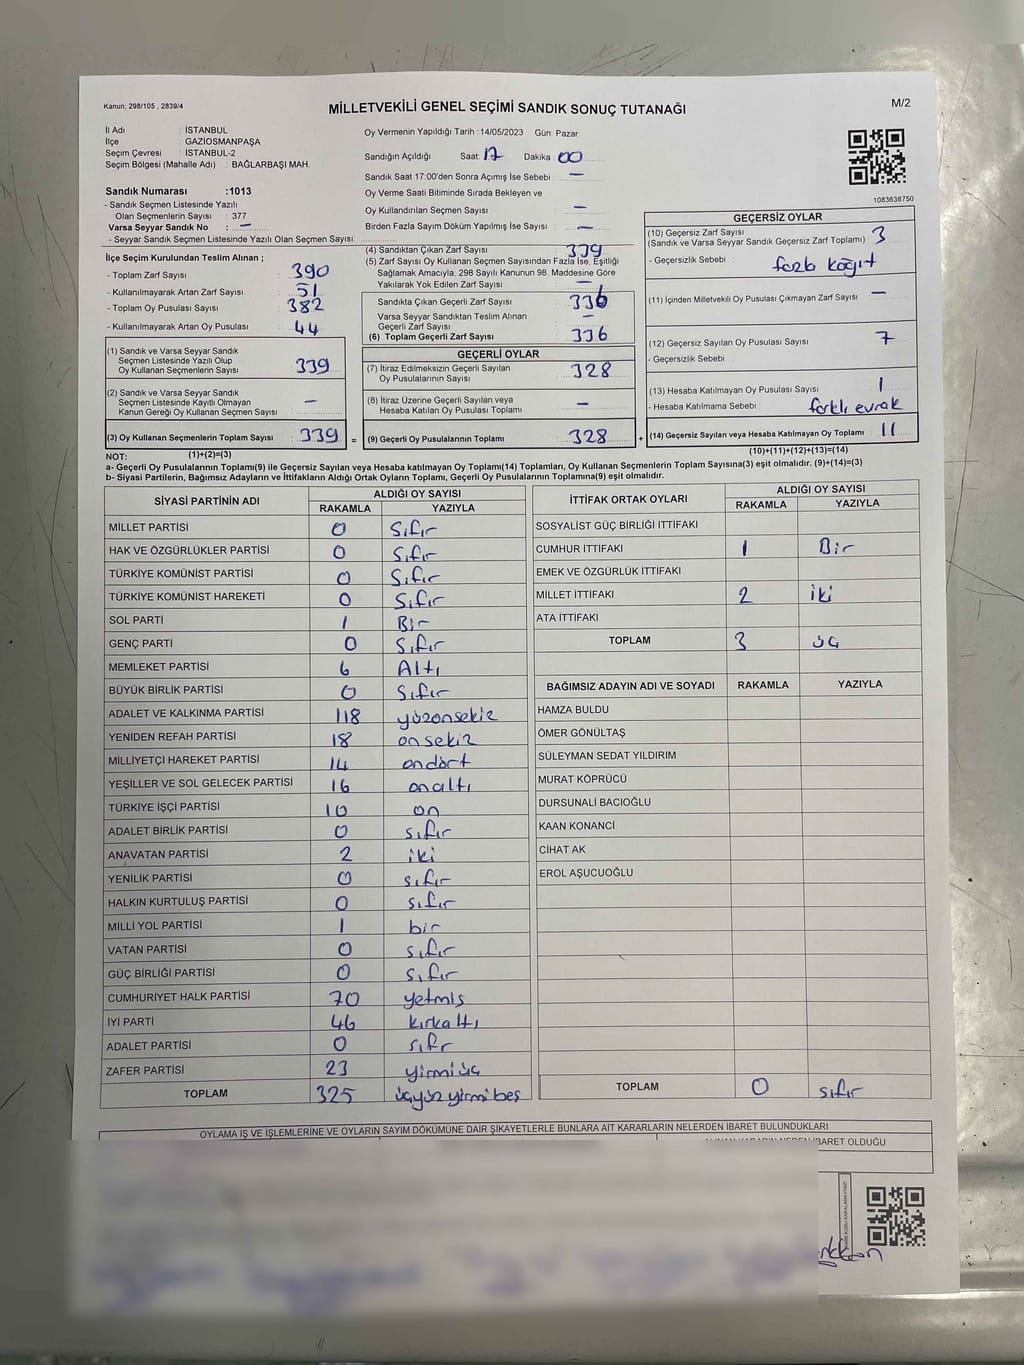 Kanun; 298/105 , 2839/4
M/2
MİLLETVEKİLİ GENEL SEÇİMİ SANDIK SONUÇ TUTANAĞI
İl Adı : İSTANBUL
İlçe : GAZİOSMANPAŞA
Seçim Çevresi : İSTANBUL-2
Seçim Bölgesi (Mahalle Adı) : BAĞLARBAŞI MAH.
Sandık Numarası :1013
- Sandık Seçmen Listesinde Yazılı
Olan Seçmenlerin Sayısı : 377
Varsa Seyyar Sandık No : -
- Seyyar Sandık Seçmen Listesinde Yazılı Olan Seçmen Sayısı:
Oy Vermenin Yapıldığı Tarih :14/05/2023 Gün: Pazar
Sandığın Açıldığı Saat: 17 Dakika: 00
Sandık Saat 17:00'den Sonra Açımış İse Sebebi : -
Oy Verme Saati Bitiminde Sırada Bekleyen ve
Oy Kullandırılan Seçmen Sayısı : -
Birden Fazla Sayım Döküm Yapılmış İse Sayısı : -
1083638750
İlçe Seçim Kurulundan Teslim Alınan ;
- Toplam Zarf Sayısı : 390
- Kullanılmayarak Artan Zarf Sayısı : 51
- Toplam Oy Pusulası Sayısı : 382
- Kullanılmayarak Artan Oy Pusulası : 44
(1) Sandık ve Varsa Seyyar Sandık
Seçmen Listesinde Yazılı Olup
Oy Kullanan Seçmenlerin Sayısı : 339
(2) Sandık ve Varsa Seyyar Sandık
Seçmen Listesinde Kayıtlı Olmayan
Kanun Gereği Oy Kullanan Seçmen Sayısı : -
(3) Oy Kullanan Seçmenlerin Toplam Sayısı : 339 =
(4) Sandıktan Çıkan Zarf Sayısı : 339
(5) Zarf Sayısı Oy Kullanan Seçmen Sayısından Fazla İse, Eşitliği
Sağlamak Amacıyla, 298 Sayılı Kanunun 98. Maddesine Göre
Yakılarak Yok Edilen Zarf Sayısı : -
Sandıkta Çıkan Geçerli Zarf Sayısı : 336
Varsa Seyyar Sandıktan Teslim Alınan
Geçerli Zarf Sayısı : -
(6) Toplam Geçerli Zarf Sayısı : 336
GEÇERLİ OYLAR
(7) İtiraz Edilmeksizin Geçerli Sayılan
Oy Pusulalarının Sayısı : 328
(8) İtiraz Üzerine Geçerli Sayılan veya
Hesaba Katılan Oy Pusulası Toplamı : -
(9) Geçerli Oy Pusulalarının Toplamı : 328 +
GEÇERSİZ OYLAR
(10) Geçersiz Zarf Sayısı : 3
(Sandık ve Varsa Seyyar Sandık Geçersiz Zarf Toplamı)
- Geçersizlik Sebebi : fazla kağıt
(11) İçinden Milletvekili Oy Pusulası Çıkmayan Zarf Sayısı : -
(12) Geçersiz Sayılan Oy Pusulası Sayısı : 7
- Geçersizlik Sebebi :
(13) Hesaba Katılmayan Oy Pusulası Sayısı : 1
- Hesaba Katılmama Sebebi : farklı evrak
(14) Geçersiz Sayılan veya Hesaba Katılmayan Oy Toplamı : 11
NOT: (1)+(2)=(3)
(10)+(11)+(12)+(13)=(14)
a- Geçerli Oy Pusulalarının Toplamı(9) ile Geçersiz Sayılan veya Hesaba katılmayan Oy Toplamı(14) Toplamları, Oy Kullanan Seçmenlerin Toplam Sayısına(3) eşit olmalıdır. (9)+(14)=(3)
b- Siyasi Partilerin, Bağımsız Adayların ve İttifakların Aldığı Ortak Oyların Toplamı, Geçerli Oy Pusulalarının Toplamına(9) eşit olmalıdır.
SİYASİ PARTİNİN ADI ALDIĞI OY SAYISI
RAKAMLA YAZIYLA
MİLLET PARTİSİ 0 Sıfır
HAK VE ÖZGÜRLÜKLER PARTİSİ 0 Sıfır
TÜRKİYE KOMÜNİST PARTİSİ 0 Sıfır
TÜRKİYE KOMÜNİST HAREKETİ 0 Sıfır
SOL PARTİ 1 Bir
GENÇ PARTİ 0 Sıfır
MEMLEKET PARTİSİ 6 Altı
BÜYÜK BİRLİK PARTİSİ 0 Sıfır
ADALET VE KALKINMA PARTİSİ 118 yüzonsekiz
YENİDEN REFAH PARTİSİ 18 onsekiz
MİLLİYETÇİ HAREKET PARTİSİ 14 ondört
YEŞİLLER VE SOL GELECEK PARTİSİ 16 onaltı
TÜRKİYE İŞÇİ PARTİSİ 10 on
ADALET BİRLİK PARTİSİ 0 sıfır
ANAVATAN PARTİSİ 2 iki
YENİLİK PARTİSİ 0 sıfır
HALKIN KURTULUŞ PARTİSİ 0 sıfır
MİLLİ YOL PARTİSİ 1 bir
VATAN PARTİSİ 0 sıfır
GÜÇ BİRLİĞİ PARTİSİ 0 sıfır
CUMHURİYET HALK PARTİSİ 70 yetmiş
İYİ PARTİ 46 kırkaltı
ADALET PARTİSİ 0 sıfr
ZAFER PARTİSİ 23 yirmiüç
TOPLAM 325 üçyüzyirmibeş
İTTİFAK ORTAK OYLARI ALDIĞI OY SAYISI
RAKAMLA YAZIYLA
SOSYALİST GÜÇ BİRLİĞİ İTTİFAKI
CUMHUR İTTİFAKI 1 Bir
EMEK VE ÖZGÜRLÜK İTTİFAKI
MİLLET İTTİFAKI 2 iki
ATA İTTİFAKI
TOPLAM 3 üç
BAĞIMSIZ ADAYIN ADI VE SOYADI RAKAMLA YAZIYLA
HAMZA BULDU
ÖMER GÖNÜLTAŞ
SÜLEYMAN SEDAT YILDIRIM
MURAT KÖPRÜCÜ
DURSUNALİ BACIOĞLU
KAAN KONANCİ
CİHAT AK
EROL AŞUCUOĞLU
TOPLAM 0 sıfır
OYLAMA İŞ VE İŞLEMLERİNE VE OYLARIN SAYIM DÖKÜMÜNE DAİR ŞİKAYETLERLE BUNLARA AİT KARARLARIN NELERDEN İBARET BULUNDUKLARI
İBARET OLDUĞU